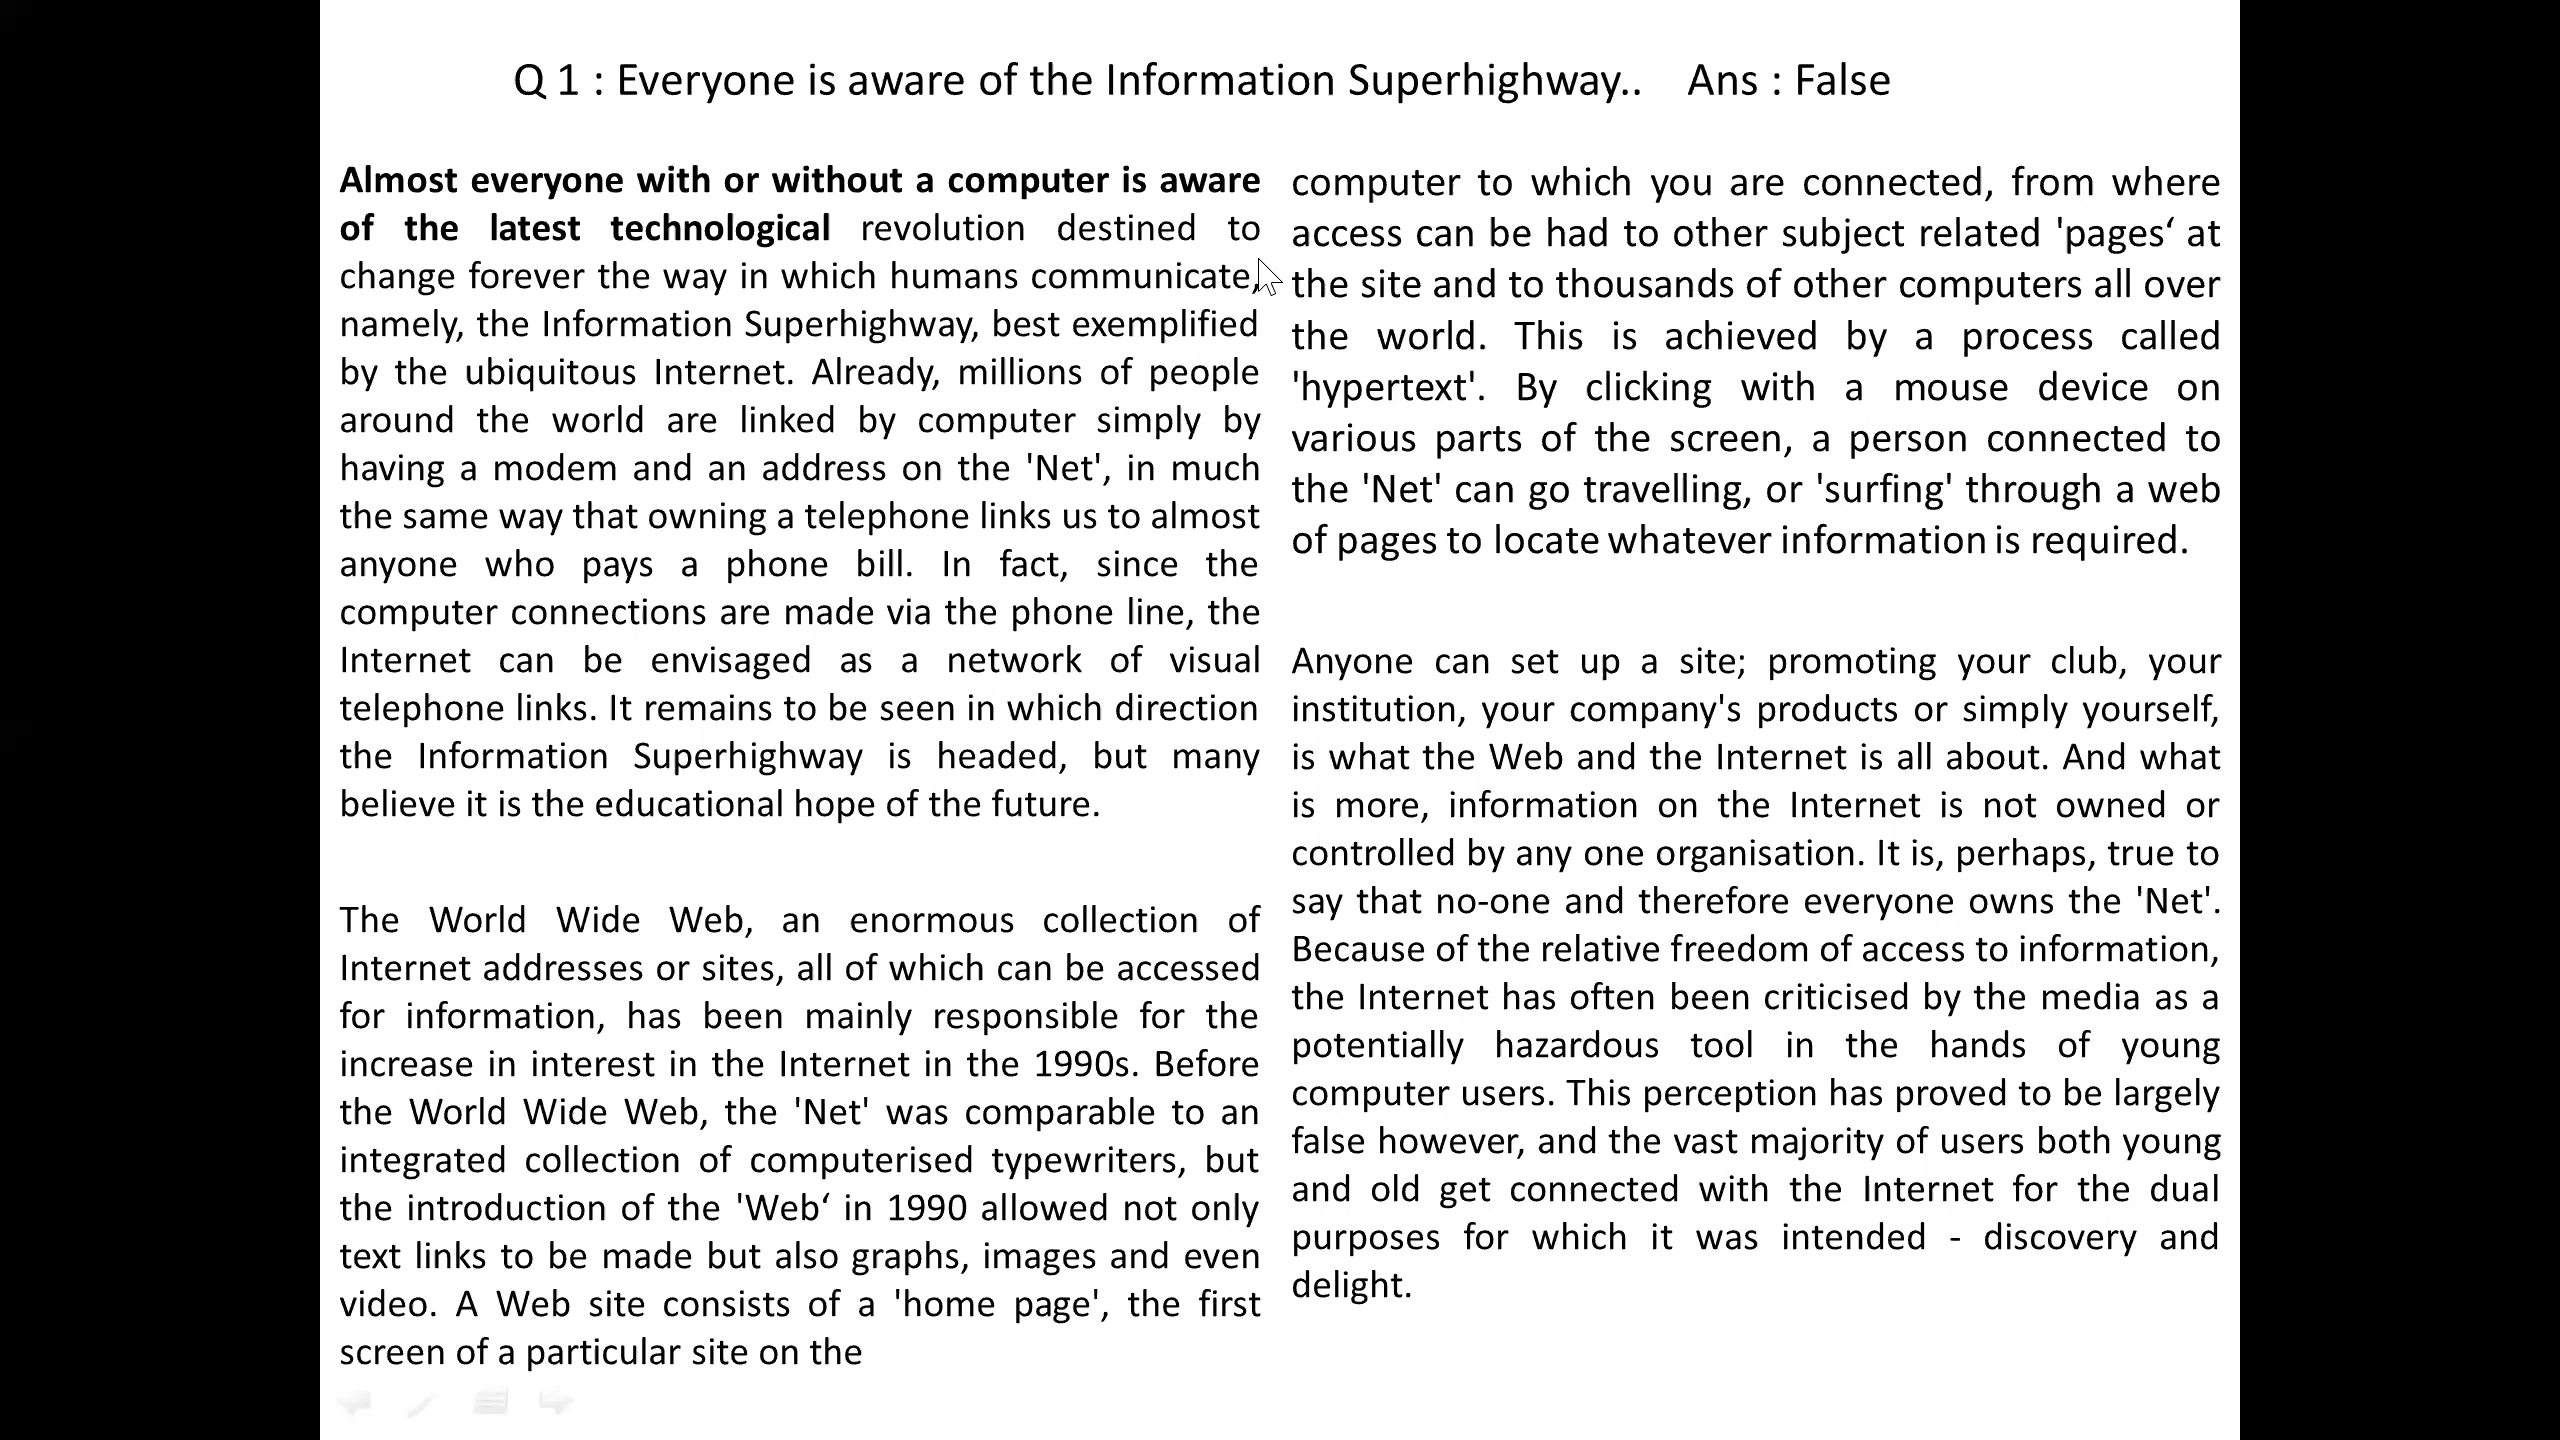 Q 1 : Everyone is aware of the Information Superhighway.. Ans : False
Almost everyone with or without a computer is aware
of the latest technological revolution destined to
change forever the way in which humans communicate,
namely, the Information Superhighway, best exemplified
by the ubiquitous Internet. Already, millions of people
around the world are linked by computer simply by
having a modem and an address on the 'Net', in much
the same way that owning a telephone links us to almost
anyone who pays a phone bill. In fact, since the
computer connections are made via the phone line, the
Internet can be envisaged as a network of visual
telephone links. It remains to be seen in which direction
the Information Superhighway is headed, but many
believe it is the educational hope of the future.
The World Wide Web, an enormous collection of
Internet addresses or sites, all of which can be accessed
for information, has been mainly responsible for the
increase in interest in the Internet in the 1990s. Before
the World Wide Web, the 'Net' was comparable to an
integrated collection of computerised typewriters, but
the introduction of the 'Web‘ in 1990 allowed not only
text links to be made but also graphs, images and even
video. A Web site consists of a 'home page', the first
screen of a particular site on the
computer to which you are connected, from where
access can be had to other subject related 'pages‘ at
the site and to thousands of other computers all over
the world. This is achieved by a process called
'hypertext'. By clicking with a mouse device on
various parts of the screen, a person connected to
the 'Net' can go travelling, or 'surfing' through a web
of pages to locate whatever information is required.
Anyone can set up a site; promoting your club, your
institution, your company's products or simply yourself,
is what the Web and the Internet is all about. And what
is more, information on the Internet is not owned or
controlled by any one organisation. It is, perhaps, true to
say that no-one and therefore everyone owns the 'Net'.
Because of the relative freedom of access to information,
the Internet has often been criticised by the media as a
potentially hazardous tool in the hands of young
computer users. This perception has proved to be largely
false however, and the vast majority of users both young
and old get connected with the Internet for the dual
purposes for which it was intended - discovery and
delight.